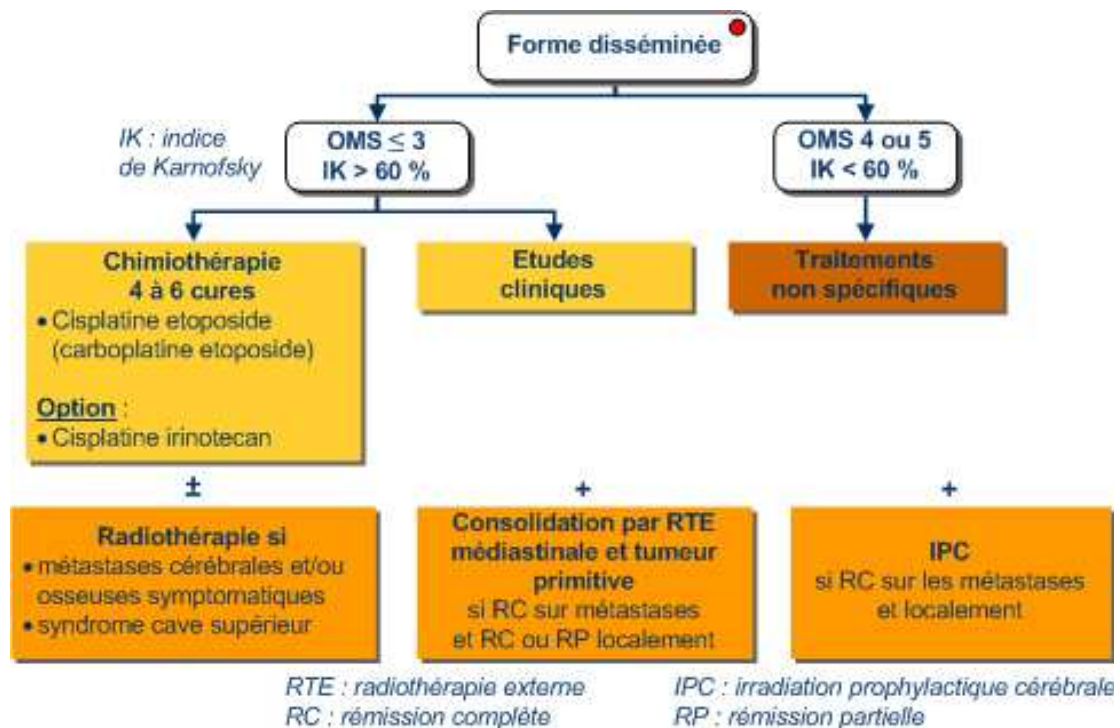 Forme disséminée
IK : indice
de Karnofsky
OMS ≤ 3
IK > 60 %
OMS 4 ou 5
IK < 60 %
Chimiothérapie
4 à 6 cures
• Cisplatine etoposide
(carboplatine etoposide)
Option :
• Cisplatine irinotecan
Etudes
cliniques
Traitements
non spécifiques
±
+
+
Radiothérapie si
• métastases cérébrales et/ou
osseuses symptomatiques
• syndrome cave supérieur
Consolidation par RTE
médiastinale et tumeur
primitive
si RC sur métastases
et RC ou RP localement
IPC
si RC sur les métastases
et localement
RTE : radiothérapie externe
RC : rémission complète
IPC : irradiation prophylactique cérébrale
RP : rémission partielle